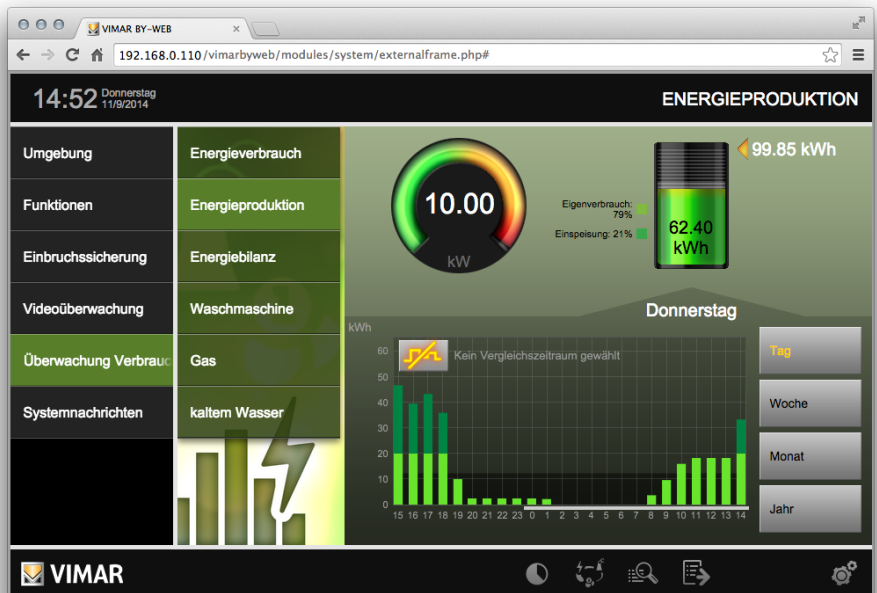 VIMAR BY-WEB
192.168.0.110/vimarbyweb/modules/system/externalframe.php#
14:52 Donnerstag
11/9/2014
ENERGIEPRODUKTION
Umgebung
Funktionen
Einbruchssicherung
Videoüberwachung
Überwachung Verbrauc
Systemnachrichten
Energieverbrauch
Energieproduktion
Energiebilanz
Waschmaschine
Gas
kaltem Wasser
10.00
kW
Eigenverbrauch:
79%
Einspeisung: 21%
99.85 kWh
62.40
kWh
Donnerstag
kWh
Kein Vergleichszeitraum gewählt
60
50
40
30
20
10
0
15 16 17 18 19 20 21 22 23 0 1 2 3 4 5 6 7 8 9 10 11 12 13 14
Tag
Woche
Monat
Jahr
VIMAR